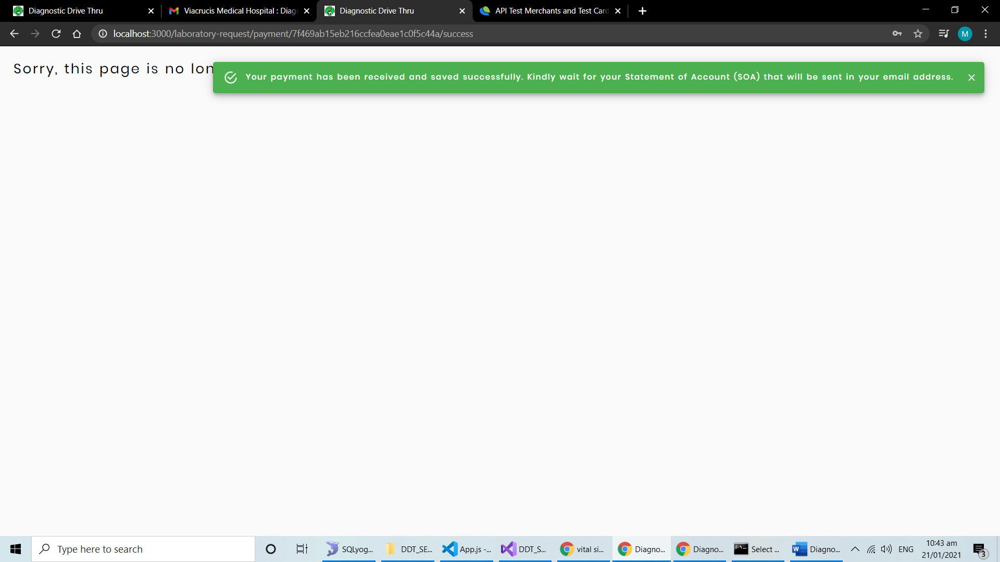 Diagnostic Drive Thru
Viacrucis Medical Hospital : Diag
Diagnostic Drive Thru
API Test Merchants and Test Card
localhost:3000/laboratory-request/payment/7f469ab15eb216ccfea0eae1c0f5c44a/success
M
Sorry, this page is no lon
Your payment has been received and saved successfully. Kindly wait for your Statement of Account (SOA) that will be sent in your email address.
Type here to search
SQLyog...
DDT_SE...
App.js -...
DDT_S...
vital si...
Diagno...
Diagno...
Select ...
Diagno...
ENG
10:43 am
21/01/2021
3